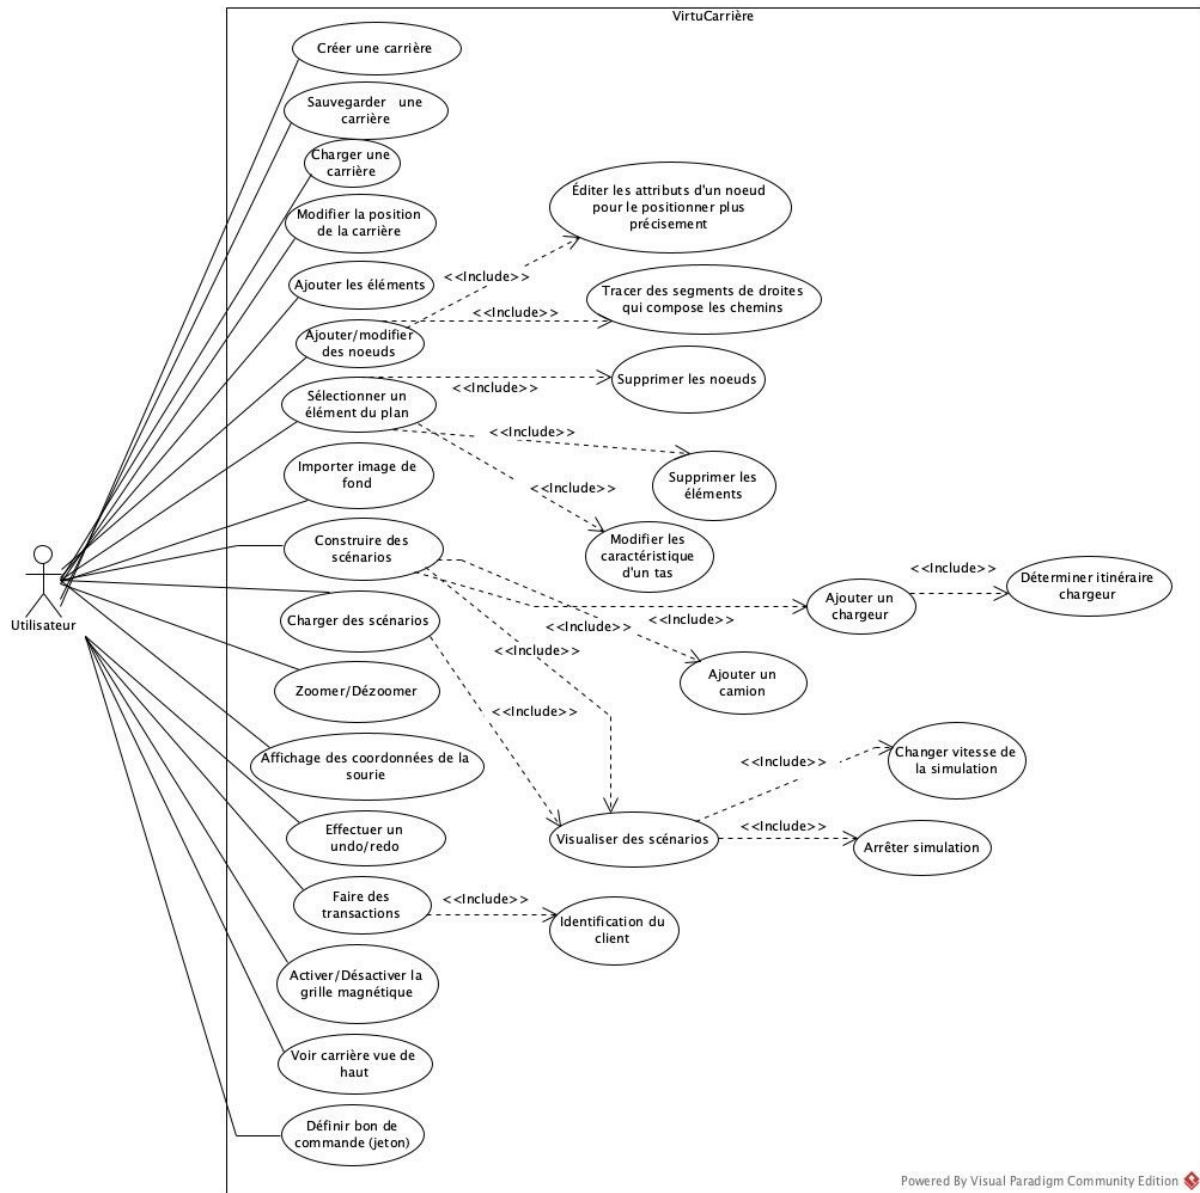 VirtuCarrière
Créer une carrière
Sauvegarder une
carrière
Charger une
carrière
Modifier la position
de la carrière
Éditer les attributs d'un noeud
pour le positionner plus
précisement
Ajouter les éléments
<<Include>>
Tracer des segments de droites
qui compose les chemins
<<Include>>
Ajouter/modifier
des noeuds
Supprimer les noeuds
<<Include>>
Sélectionner un
élément du plan
<<Include>>
Importer image de
fond
Supprimer les
éléments
<<Include>>
Construire des
scénarios
Modifier les
caractéristique
d'un tas
<<Include>>
Déterminer itinéraire
chargeur
Ajouter un
chargeur
Utilisateur
Charger des scénarios
<<Include>>
<<Include>>
<<Include>>
Ajouter un
camion
Zoomer/Dézoomer
<<Include>>
Affichage des coordonnées de la
sourie
<<Include>>
Changer vitesse de
la simulation
Effectuer un
undo/redo
Visualiser des scénarios
<<Include>>
Arrêter simulation
Faire des
transactions
<<Include>>
Identification du
client
Activer/Désactiver la
grille magnétique
Voir carrière vue de
haut
Définir bon de
commande (jeton)
Powered By Visual Paradigm Community Edition